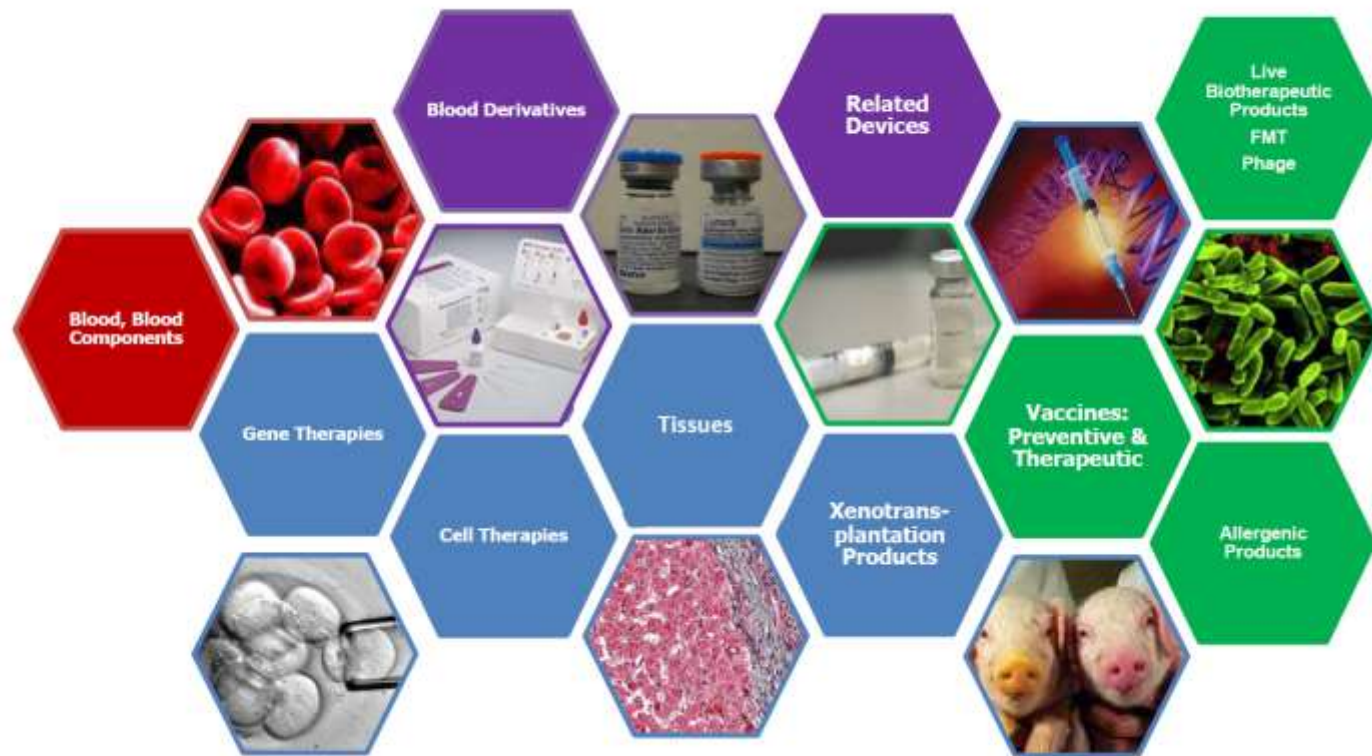 Blood Derivatives
Related
Devices
Live
Biotherapeutic
Products
FMT
Phage
Blood, Blood
Components
Gene Therapies
Tissues
Vaccines:
Preventive &
Therapeutic
Cell Therapies
Xenotrans-
plantation
Products
Allergenic
Products